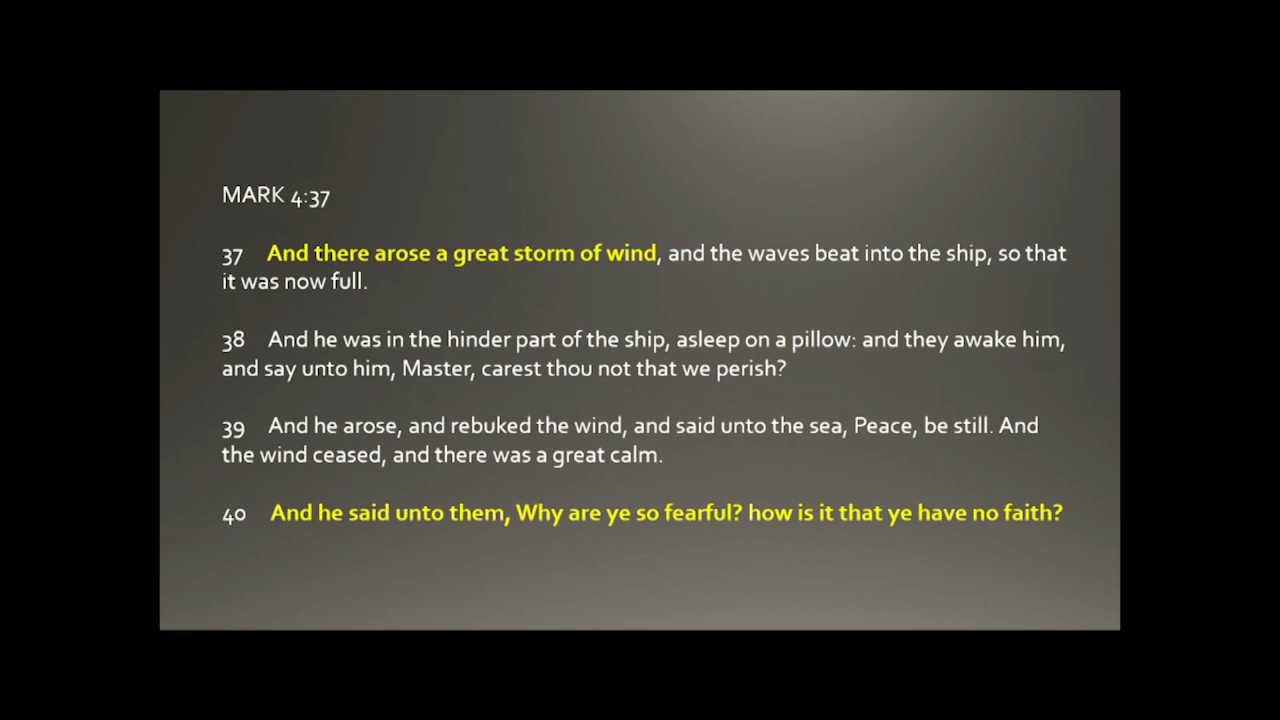 MARK 4:37
37 And there arose a great storm of wind, and the waves beat into the ship, so that
it was now full.
38 And he was in the hinder part of the ship, asleep on a pillow: and they awake him,
and say unto him, Master, carest thou not that we perish?
39 And he arose, and rebuked the wind, and said unto the sea, Peace, be still. And
the wind ceased, and there was a great calm.
40 And he said unto them, Why are ye so fearful? how is it that ye have no faith?